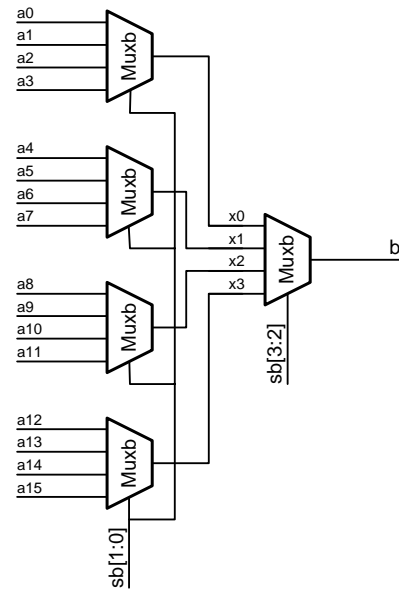 a0
a1
a2
a3
Muxb
a4
a5
a6
a7
Muxb
x0
x1
x2
x3
Muxb
b
a8
a9
a10
a11
Muxb
sb[3:2]
a12
a13
a14
a15
Muxb
sb[1:0]